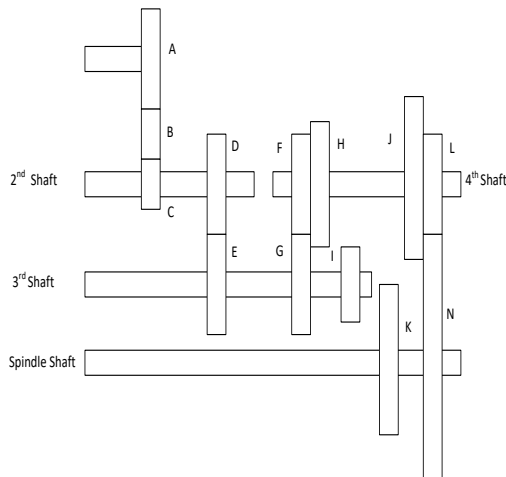 A
B
D
F
H
J
L
2nd Shaft
4th Shaft
C
E
G
I
3rd Shaft
K
N
Spindle Shaft